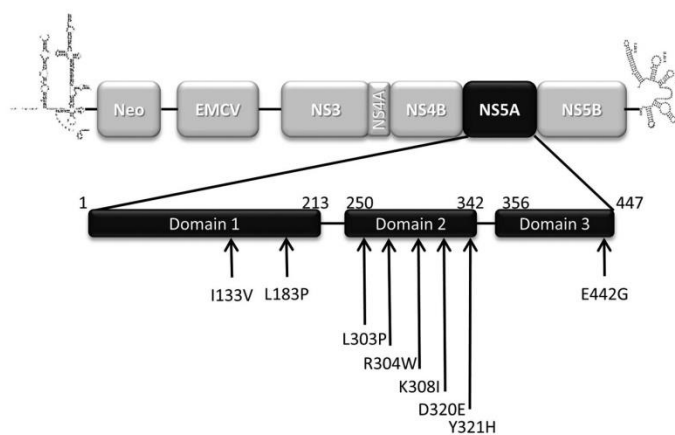 Neo EMCV NS3 NS4A NS4B NS5A NS5B
1 213 250 342 356 447
Domain 1 Domain 2 Domain 3
I133V L183P E442G
L303P
R304W
K308I
D320E
Y321H